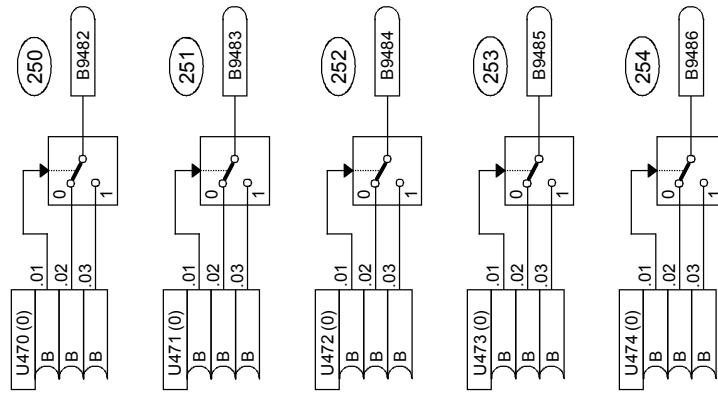 250
B9482
0
1
U470 (0)
.01
B
.02
B
.03
B
251
B9483
0
1
U471 (0)
.01
B
.02
B
.03
B
252
B9484
0
1
U472 (0)
.01
B
.02
B
.03
B
253
B9485
0
1
U473 (0)
.01
B
.02
B
.03
B
254
B9486
0
1
U474 (0)
.01
B
.02
B
.03
B